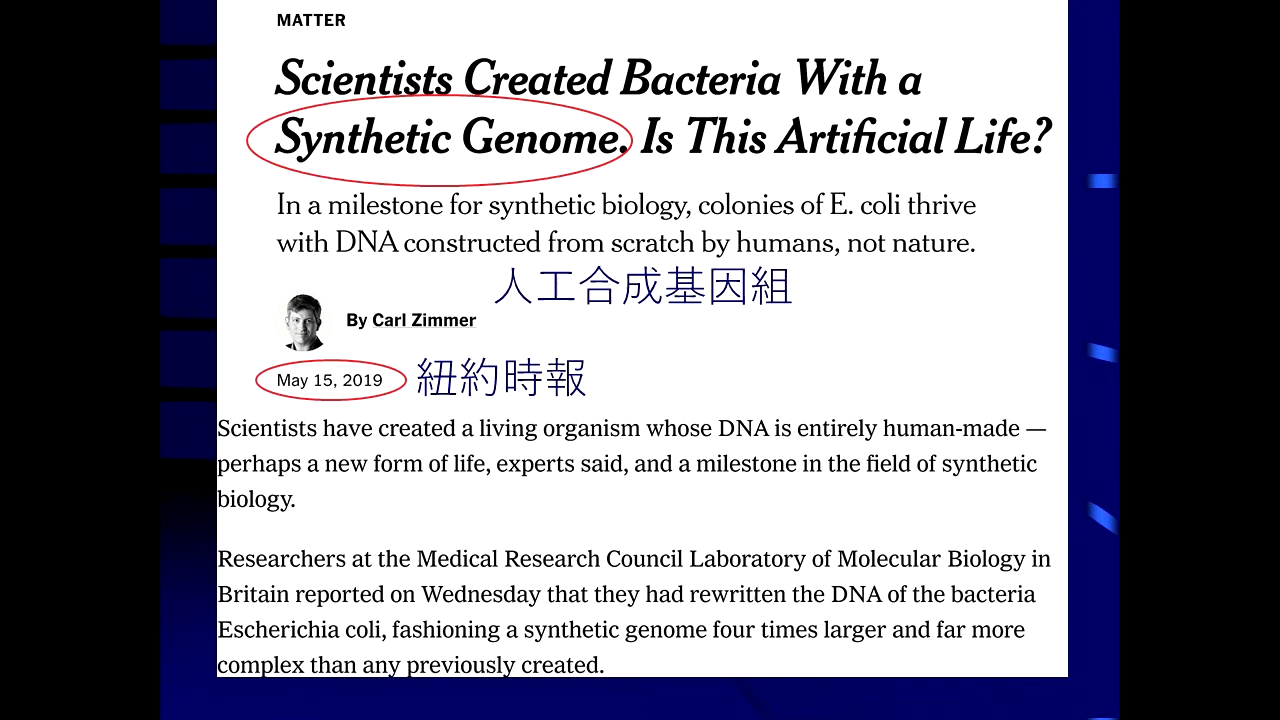 MATTER
Scientists Created Bacteria With a
Synthetic Genome. Is This Artificial Life?
In a milestone for synthetic biology, colonies of E. coli thrive
with DNA constructed from scratch by humans, not nature.
人工合成基因組
By Carl Zimmer
May 15, 2019 紐約時報
Scientists have created a living organism whose DNA is entirely human-made —
perhaps a new form of life, experts said, and a milestone in the field of synthetic
biology.
Researchers at the Medical Research Council Laboratory of Molecular Biology in
Britain reported on Wednesday that they had rewritten the DNA of the bacteria
Escherichia coli, fashioning a synthetic genome four times larger and far more
complex than any previously created.